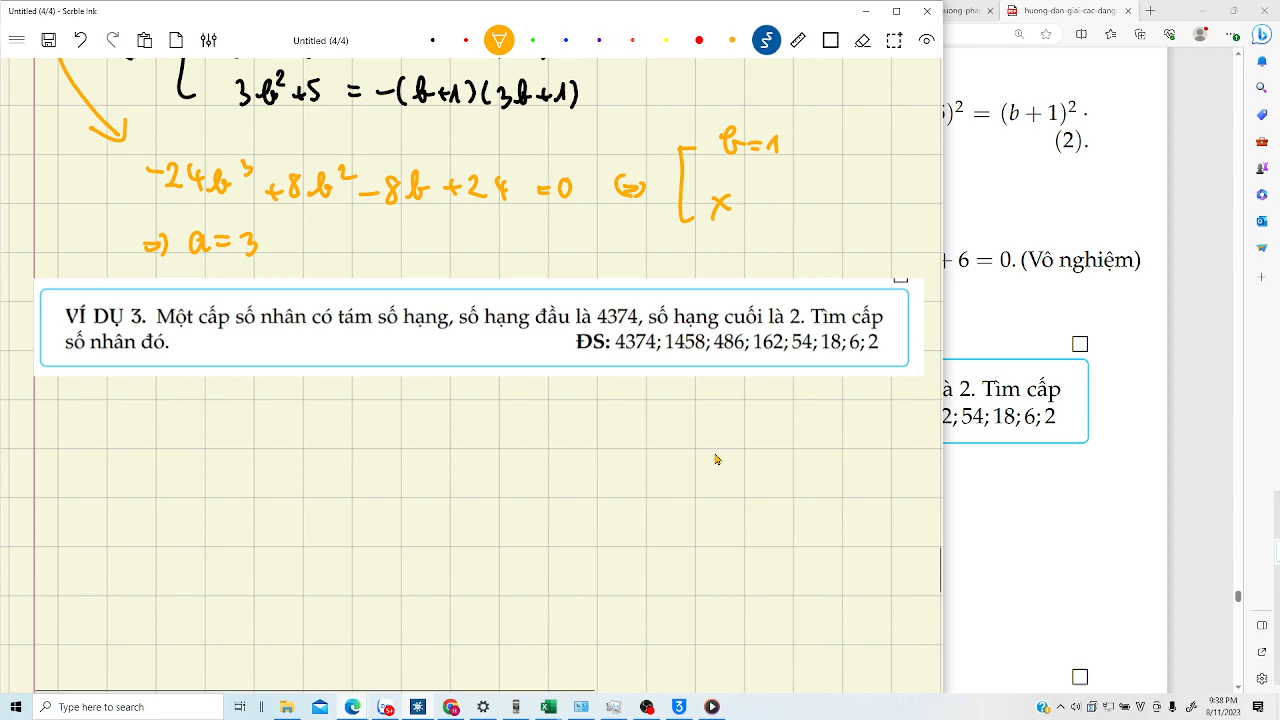 Untitled (4/4) - Scrble Ink
Untitled (4/4)
huong-phap
huong-dan-giai-cac-dang-
3b² + 5 = -(b+1)(3b+1)
-24b³ + 8b² - 8b + 24 = 0 (=)
b = 1
x
=) a = 3
)² = (b + 1)² ·
(2).
+ 6 = 0. (Vô nghiệm)
VÍ DỤ 3. Một cấp số nhân có tám số hạng, số hạng đầu là 4374, số hạng cuối là 2. Tìm cấp
số nhân đó. ĐS: 4374; 1458; 486; 162; 54; 18; 6; 2
à 2. Tìm cấp
2; 54; 18; 6; 2
Type here to search
9:38 PM
8/11/2023